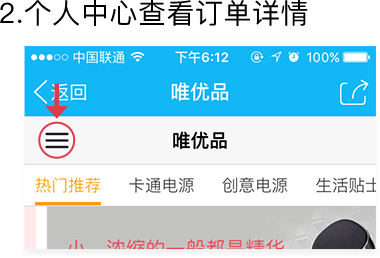 2.个人中心查看订单详情
中国联通 下午6:12 100%
返回 唯优品
唯优品
热门推荐 卡通电源 创意电源 生活贴士
小，浓缩的一般都是精华